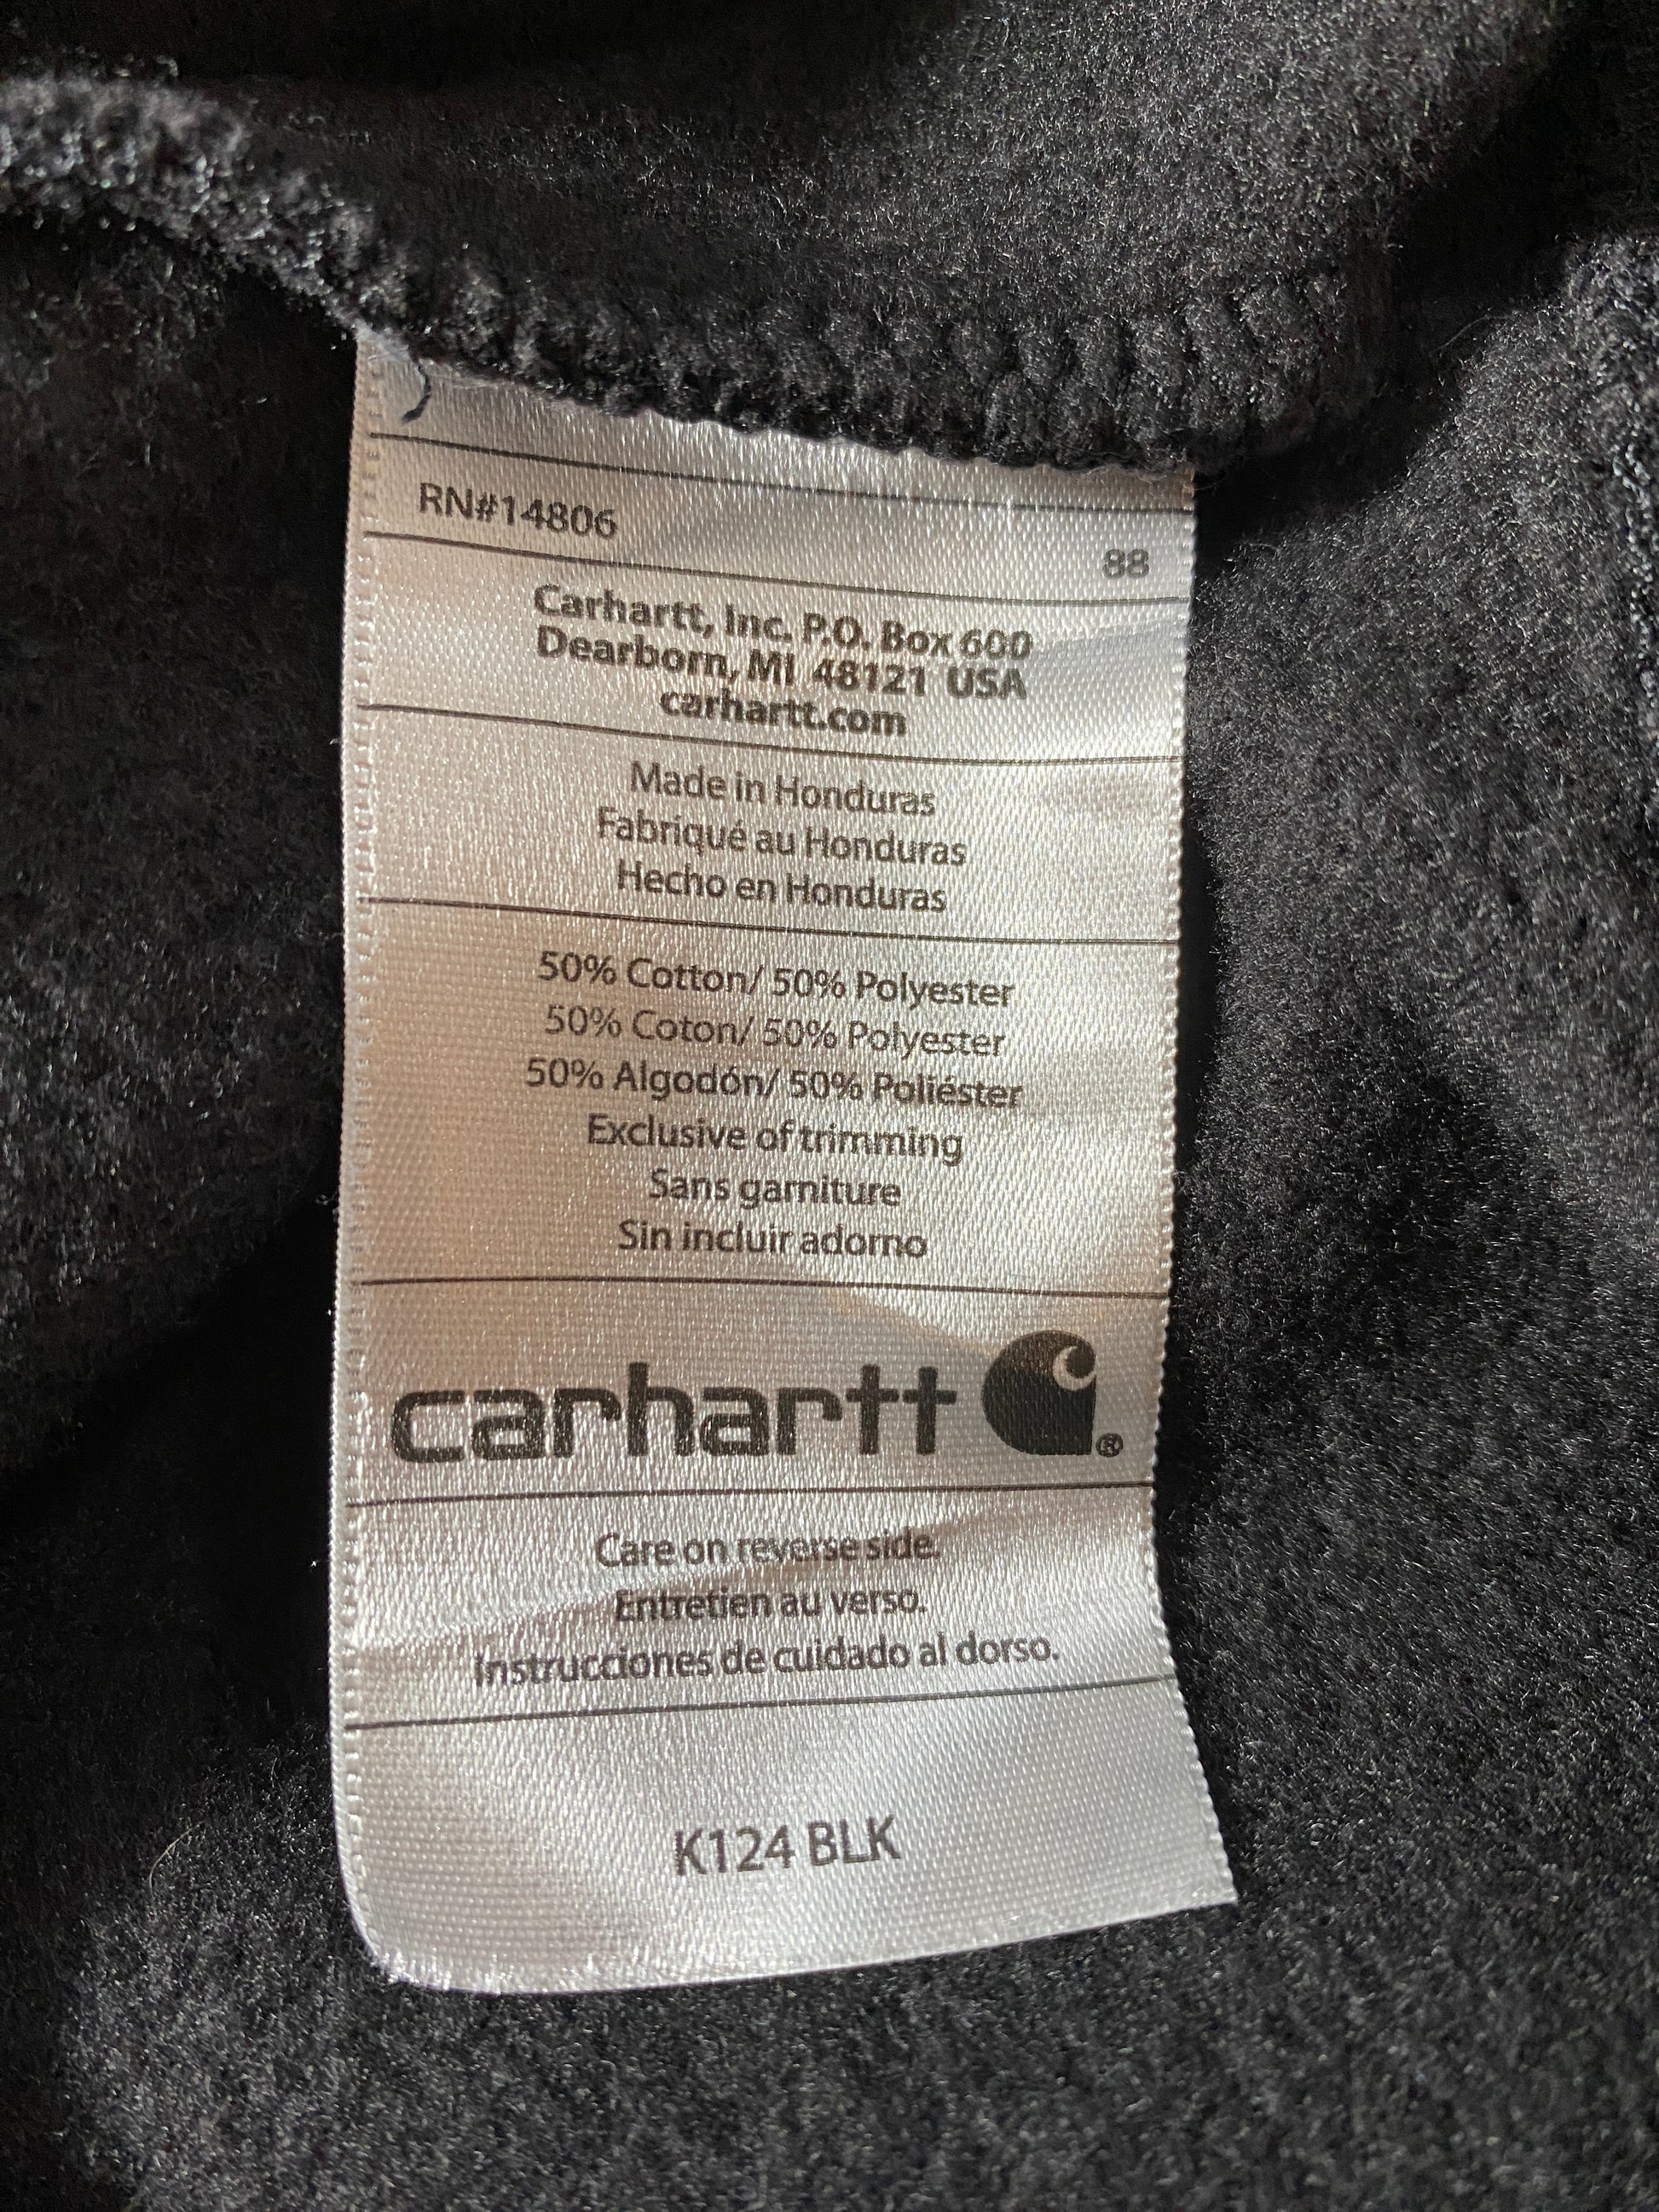 RN#14806
88
Carhartt, Inc. P.O. Box 600
Dearborn, MI 48121 USA
carhartt.com
Made in Honduras
Fabriqué au Honduras
Hecho en Honduras
50% Cotton/ 50% Polyester
50% Coton/ 50% Polyester
50% Algodón/ 50% Poliéster
Exclusive of trimming
Sans garniture
Sin incluir adorno
carhartt ®
Care on reverse side.
Entretien au verso.
Instrucciones de cuidado al dorso.
K124 BLK